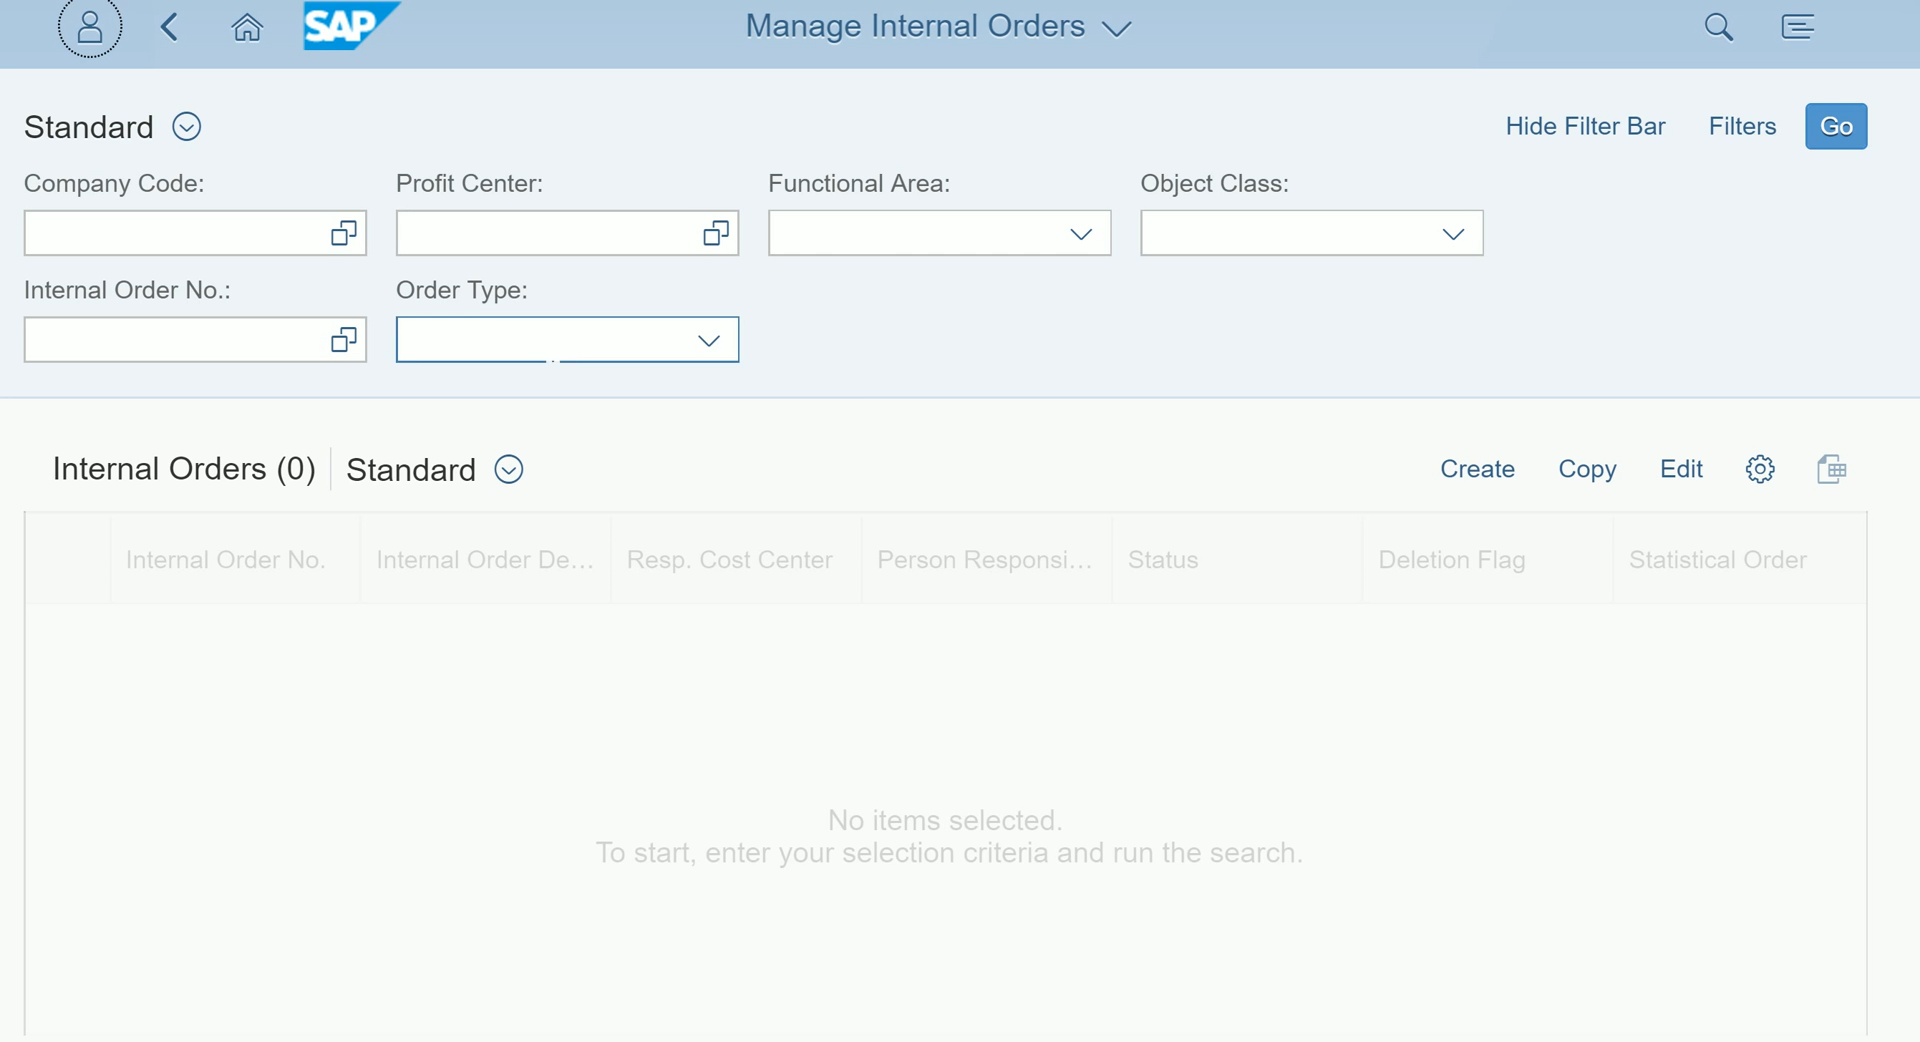 SAP
Manage Internal Orders
Standard
Hide Filter Bar
Filters
Go
Company Code:
Profit Center:
Functional Area:
Object Class:
Internal Order No.:
Order Type:
Internal Orders (0)
Standard
Create
Copy
Edit
Internal Order No.
Internal Order De...
Resp. Cost Center
Person Responsi...
Status
Deletion Flag
Statistical Order
No items selected.
To start, enter your selection criteria and run the search.